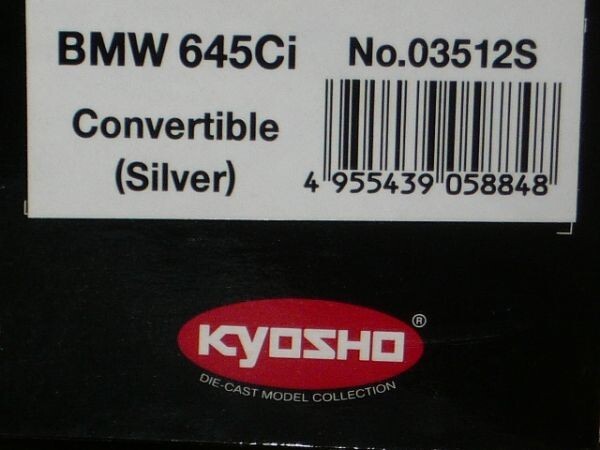 BMW 645Ci
No.03512S
Convertible
(Silver)
4 955439 058848
KYOSHO ®
DIE-CAST MODEL COLLECTION